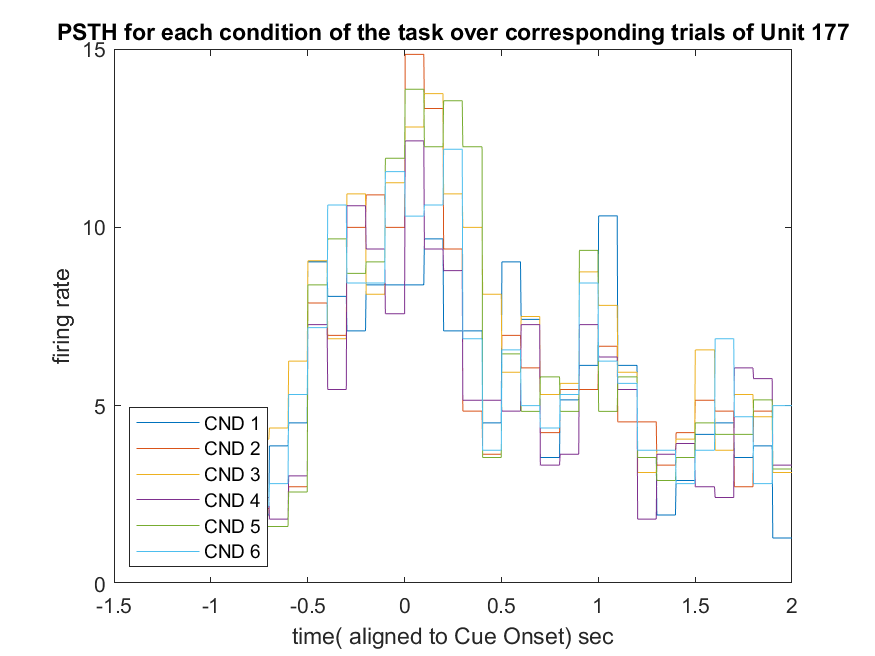 PSTH for each condition of the task over corresponding trials of Unit 177
15
10
5
0
firing rate
CND 1
CND 2
CND 3
CND 4
CND 5
CND 6
-1.5 -1 -0.5 0 0.5 1 1.5 2
time( aligned to Cue Onset) sec